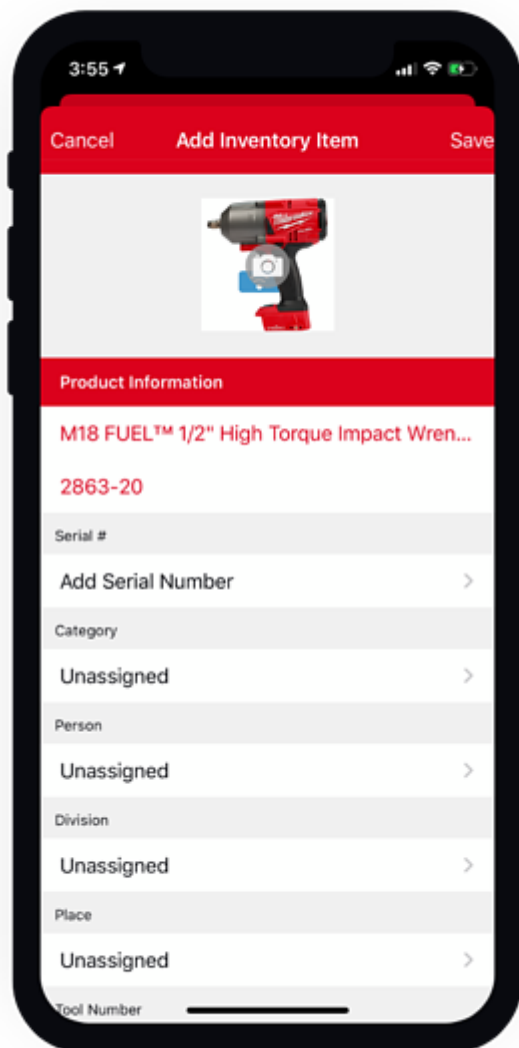 3:55
Cancel Add Inventory Item Save
Milwaukee
Product Information
M18 FUEL™ 1/2" High Torque Impact Wren...
2863-20
Serial #
Add Serial Number
Category
Unassigned
Person
Unassigned
Division
Unassigned
Place
Unassigned
Tool Number